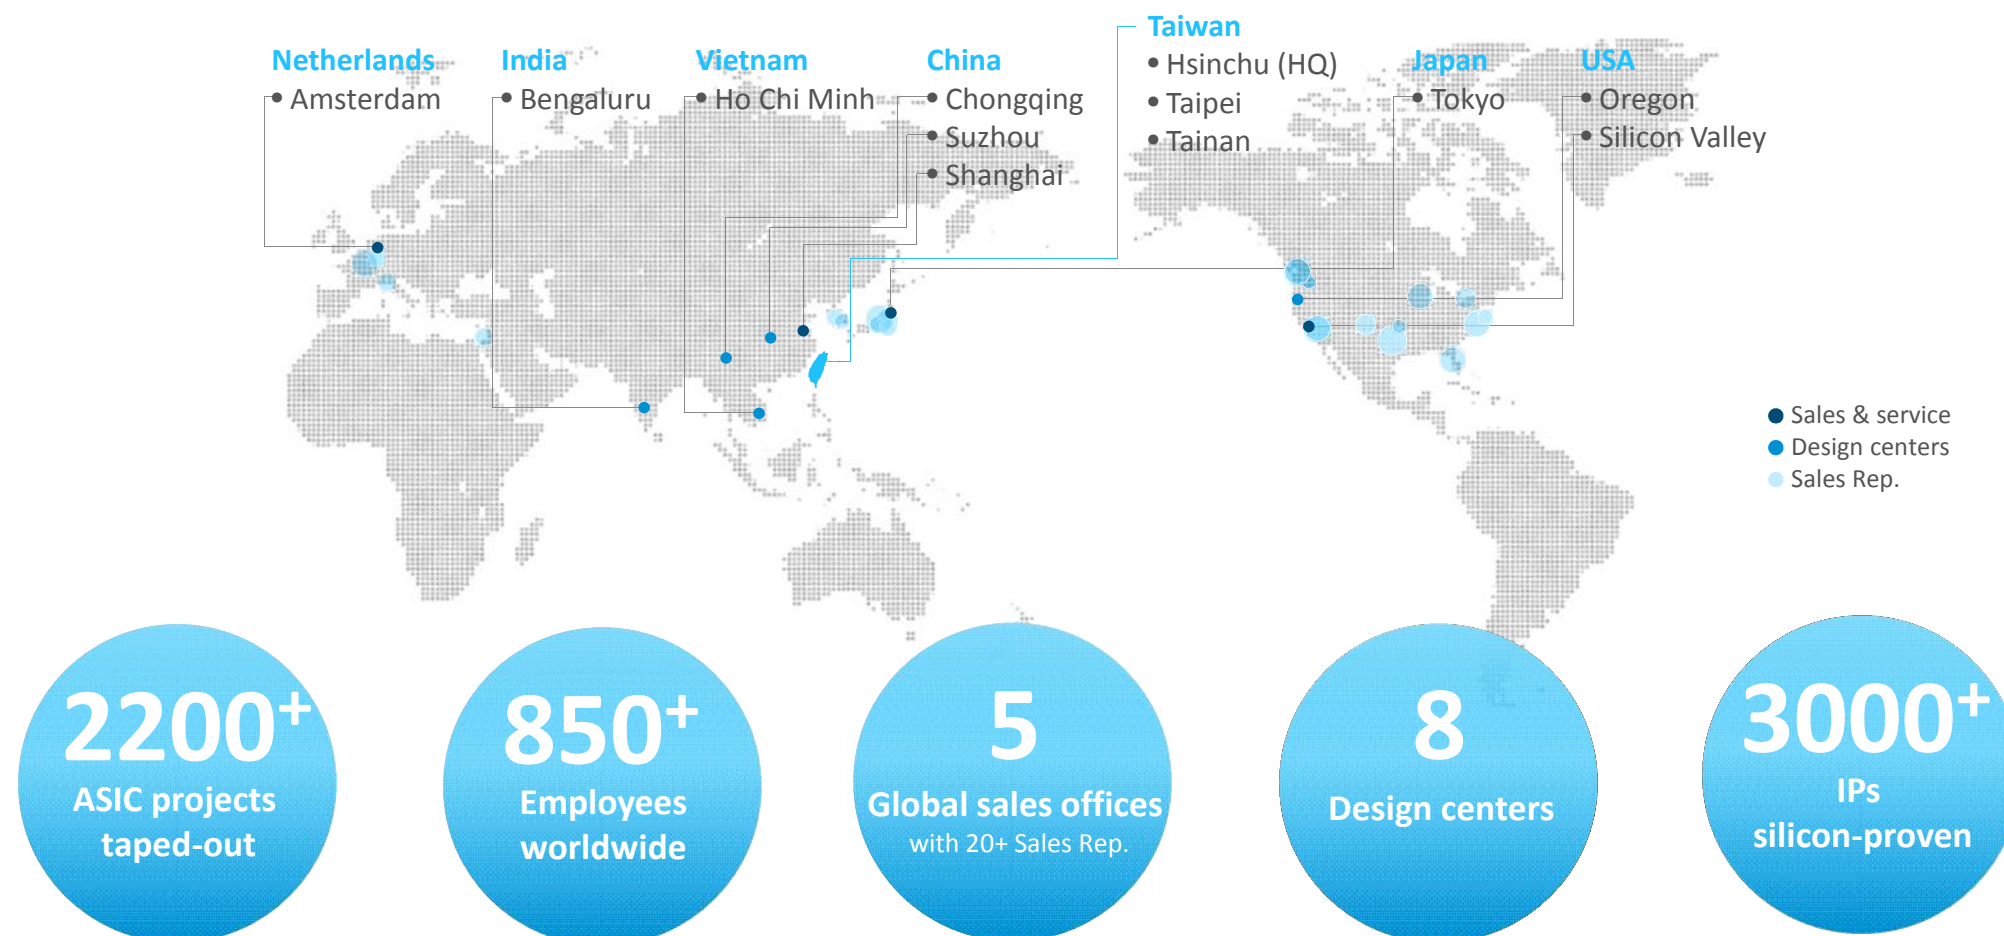 Netherlands
• Amsterdam
India
• Bengaluru
Vietnam
• Ho Chi Minh
China
• Chongqing
• Suzhou
• Shanghai
Taiwan
• Hsinchu (HQ)
• Taipei
• Tainan
Japan
• Tokyo
USA
• Oregon
• Silicon Valley
Sales & service
Design centers
Sales Rep.
2200+
ASIC projects
taped-out
850+
Employees
worldwide
5
Global sales offices
with 20+ Sales Rep.
8
Design centers
3000+
IPs
silicon-proven